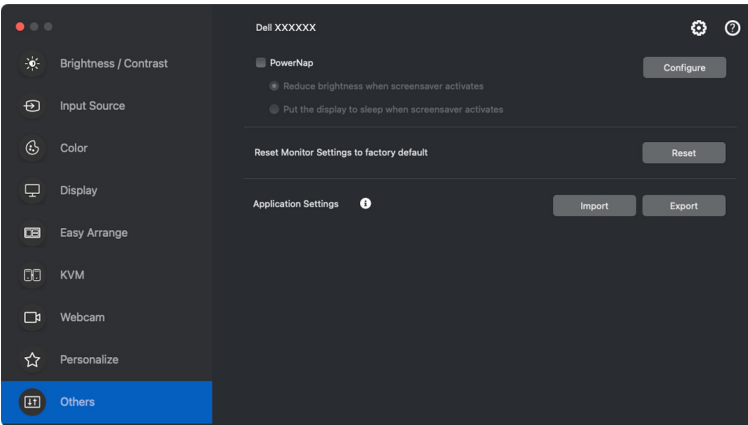 Dell XXXXXX
Brightness / Contrast
Input Source
Color
Display
Easy Arrange
KVM
Webcam
Personalize
Others
PowerNap
Configure
Reduce brightness when screensaver activates
Put the display to sleep when screensaver activates
Reset Monitor Settings to factory default
Reset
Application Settings
Import
Export